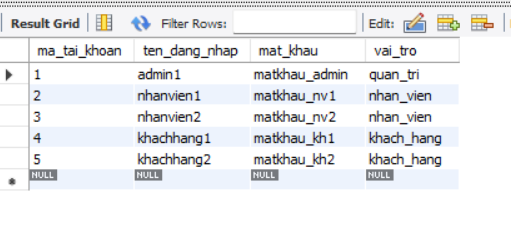 Result Grid Filter Rows: Edit:
ma_tai_khoan ten_dang_nhap mat_khau vai_tro
1 admin1 matkhau_admin quan_tri
2 nhanvien1 matkhau_nv1 nhan_vien
3 nhanvien2 matkhau_nv2 nhan_vien
4 khachhang1 matkhau_kh1 khach_hang
5 khachhang2 matkhau_kh2 khach_hang
NULL NULL NULL NULL